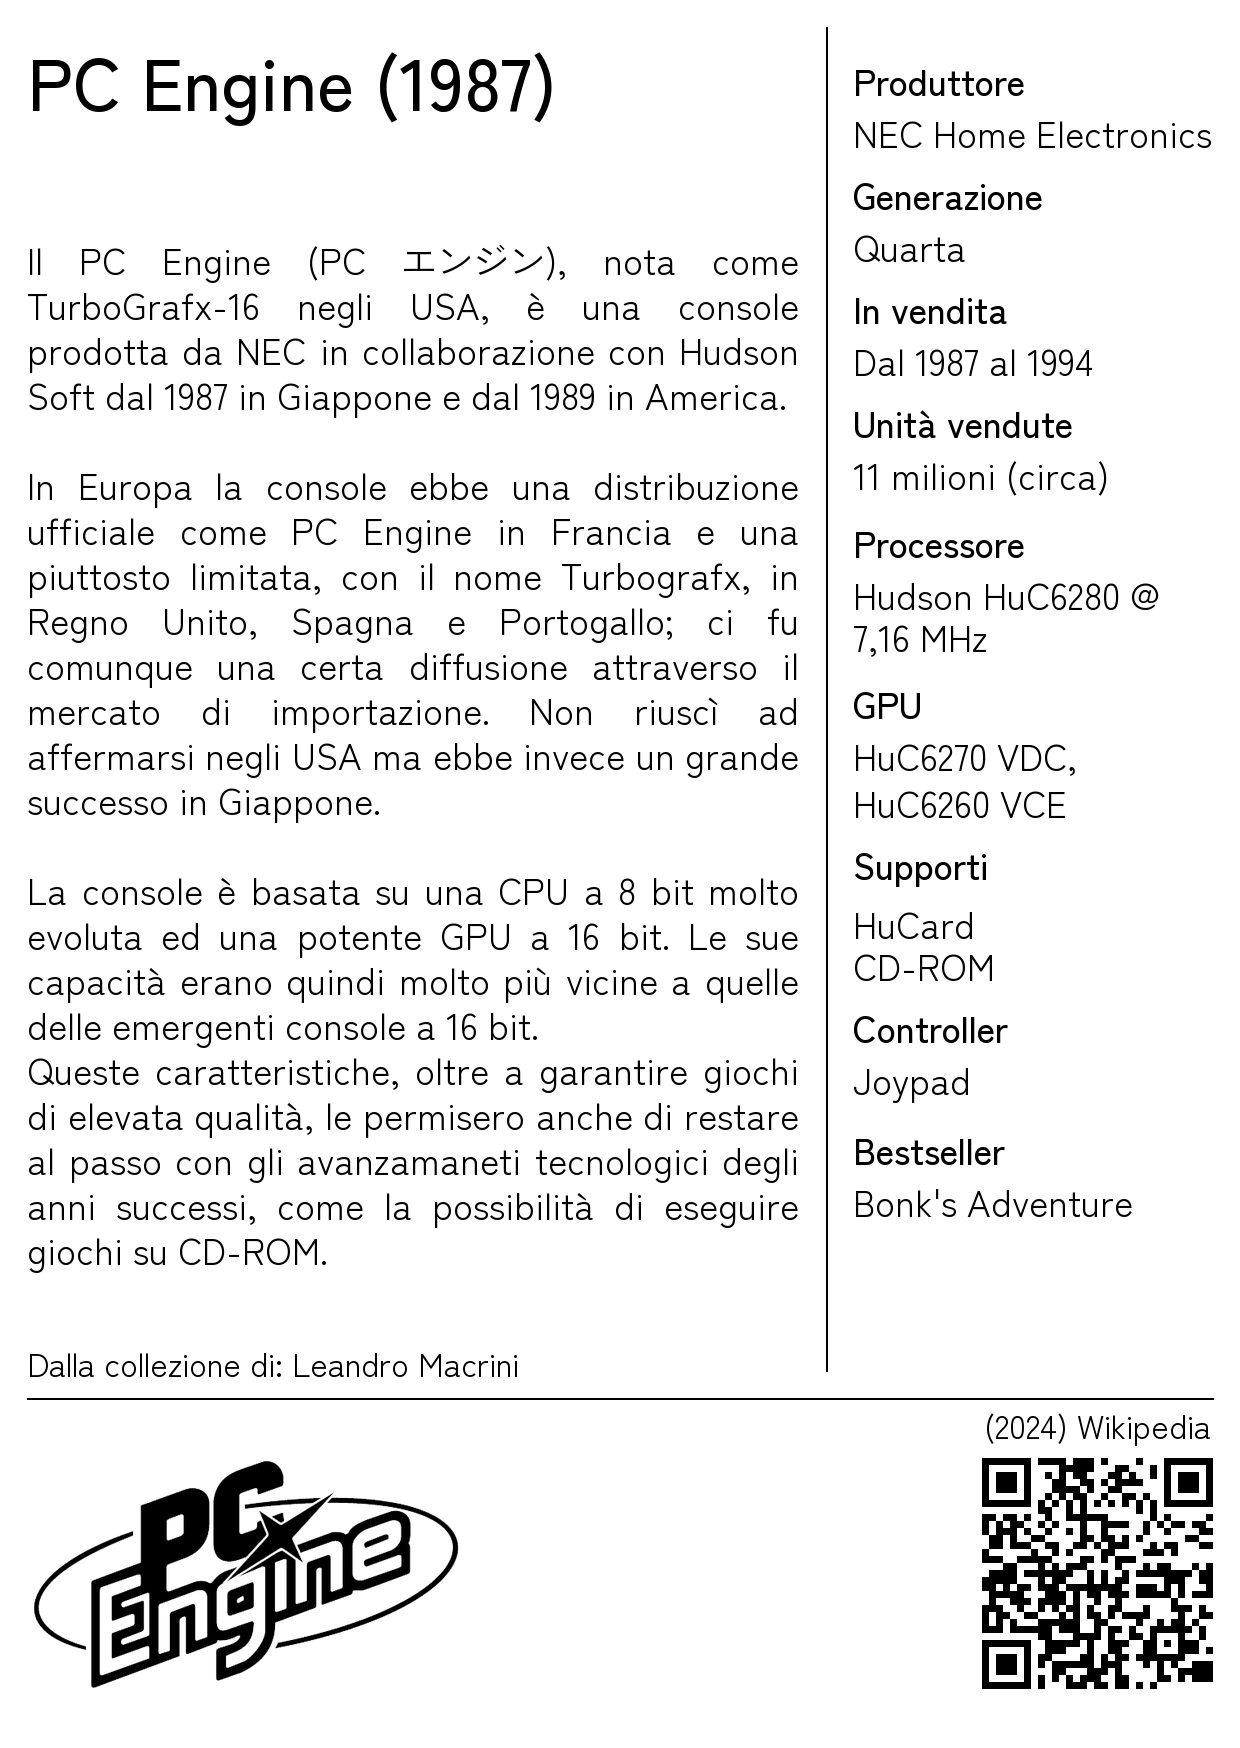 PC Engine (1987)
Il PC Engine (PC エンジン), nota come
TurboGrafx-16 negli USA, è una console
prodotta da NEC in collaborazione con Hudson
Soft dal 1987 in Giappone e dal 1989 in America.
In Europa la console ebbe una distribuzione
ufficiale come PC Engine in Francia e una
piuttosto limitata, con il nome Turbografx, in
Regno Unito, Spagna e Portogallo; ci fu
comunque una certa diffusione attraverso il
mercato di importazione. Non riuscì ad
affermarsi negli USA ma ebbe invece un grande
successo in Giappone.
La console è basata su una CPU a 8 bit molto
evoluta ed una potente GPU a 16 bit. Le sue
capacità erano quindi molto più vicine a quelle
delle emergenti console a 16 bit.
Queste caratteristiche, oltre a garantire giochi
di elevata qualità, le permisero anche di restare
al passo con gli avanzamaneti tecnologici degli
anni successi, come la possibilità di eseguire
giochi su CD-ROM.
Dalla collezione di: Leandro Macrini
Produttore
NEC Home Electronics
Generazione
Quarta
In vendita
Dal 1987 al 1994
Unità vendute
11 milioni (circa)
Processore
Hudson HuC6280 @
7,16 MHz
GPU
HuC6270 VDC,
HuC6260 VCE
Supporti
HuCard
CD-ROM
Controller
Joypad
Bestseller
Bonk's Adventure
(2024) Wikipedia
PC
Engine